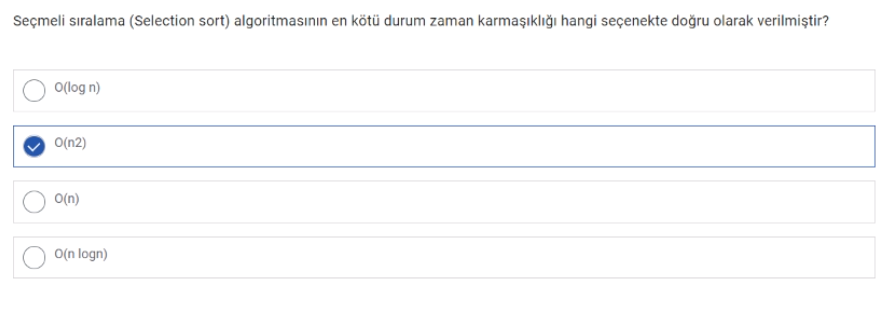 Seçmeli sıralama (Selection sort) algoritmasının en kötü durum zaman karmaşıklığı hangi seçenekte doğru olarak verilmiştir?
O(log n)
O(n2)
O(n)
O(n logn)